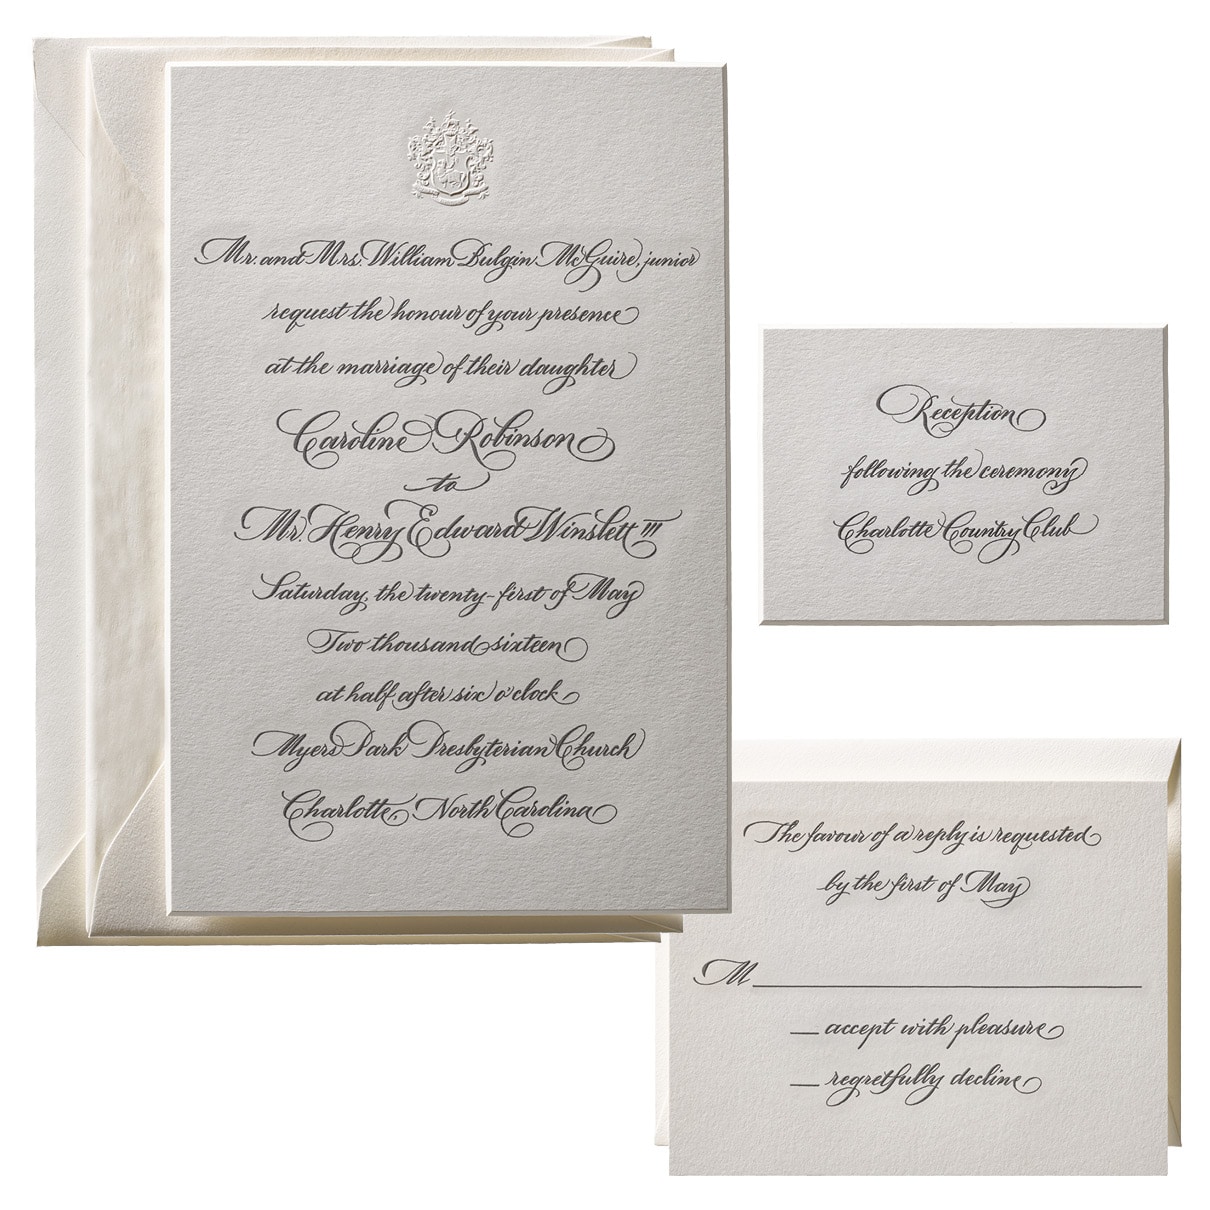 Mr. and Mrs. William Bulgin McGuire, junior
request the honour of your presence
at the marriage of their daughter
Caroline Robinson
to
Mr. Henry Edward Winslett III
Saturday, the twenty-first of May
Two thousand sixteen
at half after six o'clock
Myers Park Presbyterian Church
Charlotte, North Carolina
Reception
following the ceremony
Charlotte Country Club
The favour of a reply is requested
by the first of May
M
accept with pleasure
regretfully decline